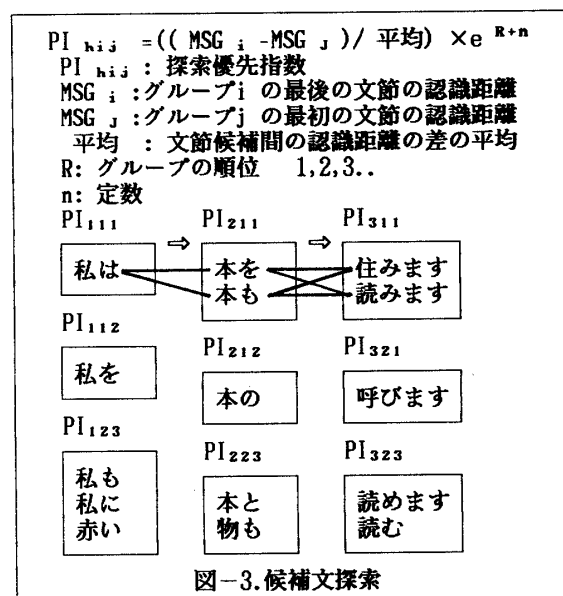 PI hij =(( MSG i -MSG J )/ 平均) ×e R+n
PI hij : 探索優先指数
MSG i :グループi の最後の文節の認識距離
MSG J :グループj の最初の文節の認識距離
平均 : 文節候補間の認識距離の差の平均
R: グループの順位 1,2,3..
n: 定数
PI111 ⇨ PI211 ⇨ PI311
私は 本を 住みます
本も 読みます
PI112 PI212 PI321
私を 本の 呼びます
PI123 PI223 PI323
私も 本と 読めます
私に 物も 読む
赤い
図-3.候補文探索